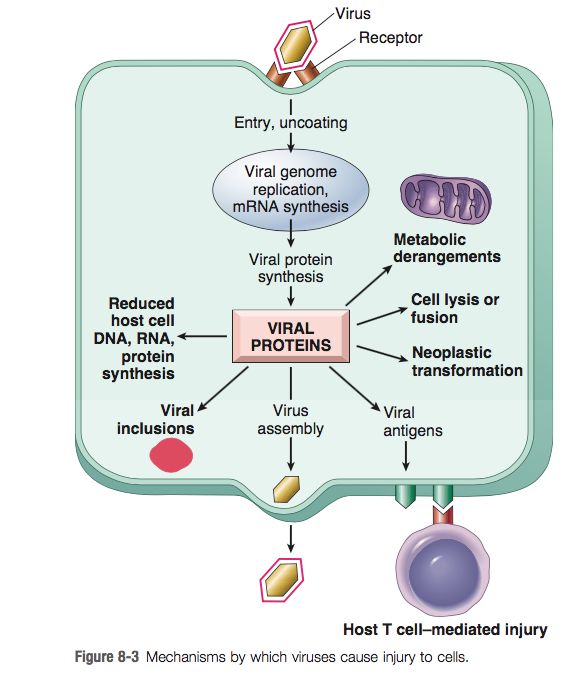 Virus
Receptor
Entry, uncoating
Viral genome
replication,
mRNA synthesis
Viral protein
synthesis
Metabolic
derangements
Reduced
host cell
DNA, RNA,
protein
synthesis
VIRAL
PROTEINS
Cell lysis or
fusion
Neoplastic
transformation
Viral
inclusions
Virus
assembly
Viral
antigens
Host T cell–mediated injury
Figure 8-3 Mechanisms by which viruses cause injury to cells.